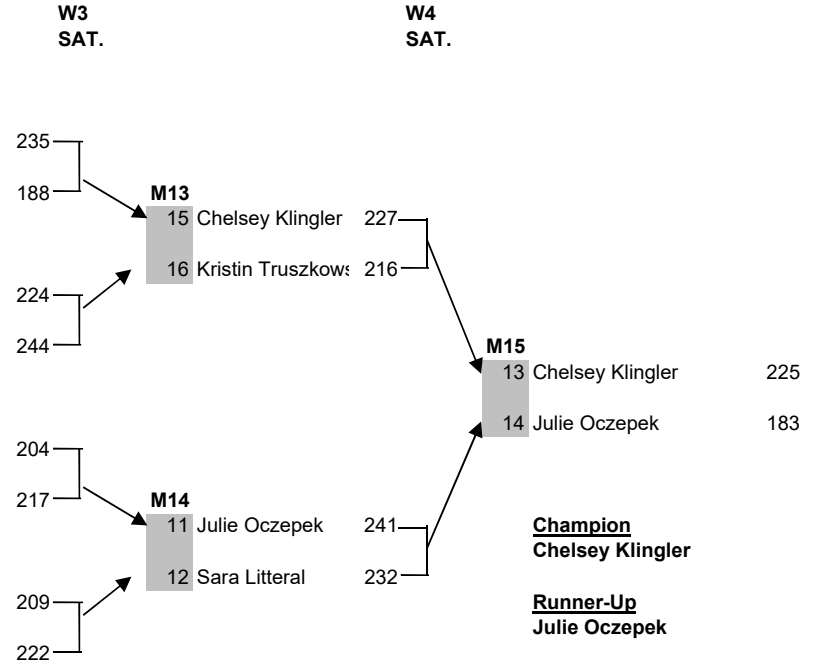 W3 W4
SAT. SAT.
235
188 M13
15 Chelsey Klingler 227
16 Kristin Truszkows 216
224
244 M15
13 Chelsey Klingler 225
14 Julie Oczepek 183
204
217 M14
11 Julie Oczepek 241 Champion
Chelsey Klingler
12 Sara Litteral 232
209 Runner-Up
Julie Oczepek
222